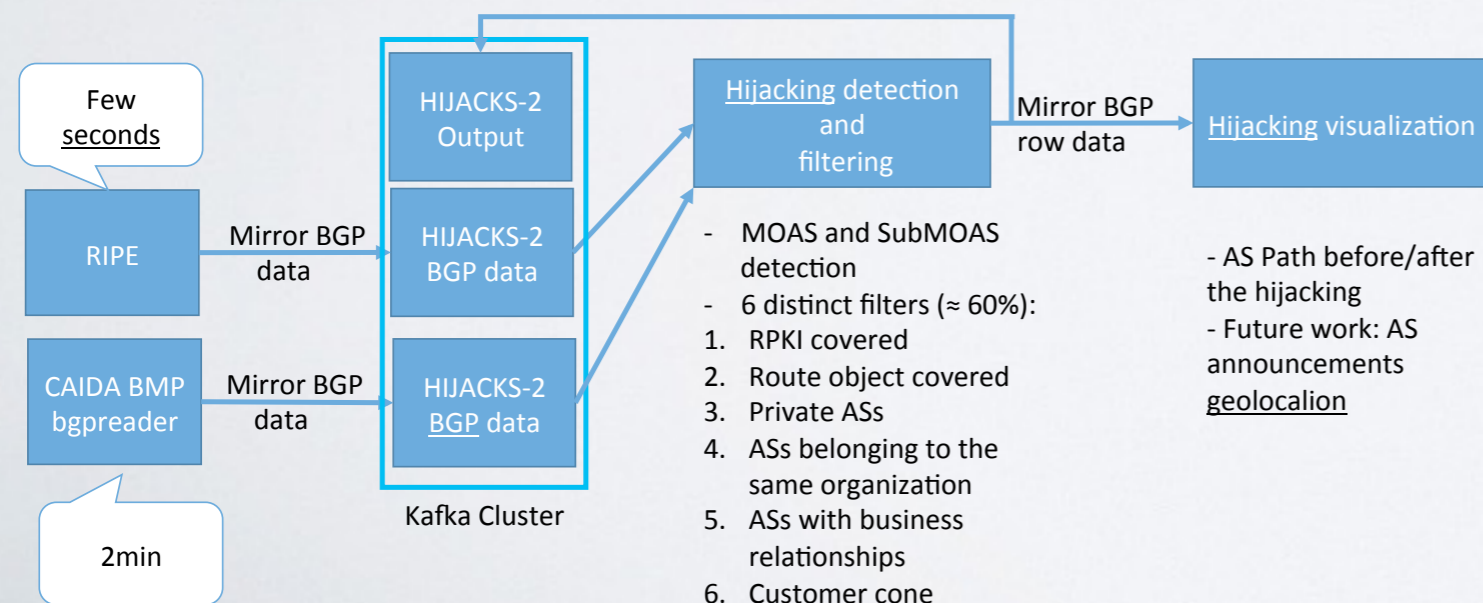 Few
seconds
RIPE
CAIDA BMP
bgpreader
2min
Mirror BGP
data
Mirror BGP
data
HIJACKS-2
Output
HIJACKS-2
BGP data
HIJACKS-2
BGP data
Kafka Cluster
Hijacking detection
and
filtering
- MOAS and SubMOAS
detection
- 6 distinct filters (≈ 60%):
1. RPKI covered
2. Route object covered
3. Private ASs
4. ASs belonging to the
same organization
5. ASs with business
relationships
6. Customer cone
Mirror BGP
row data
Hijacking visualization
- AS Path before/after
the hijacking
- Future work: AS
announcements
geolocalion